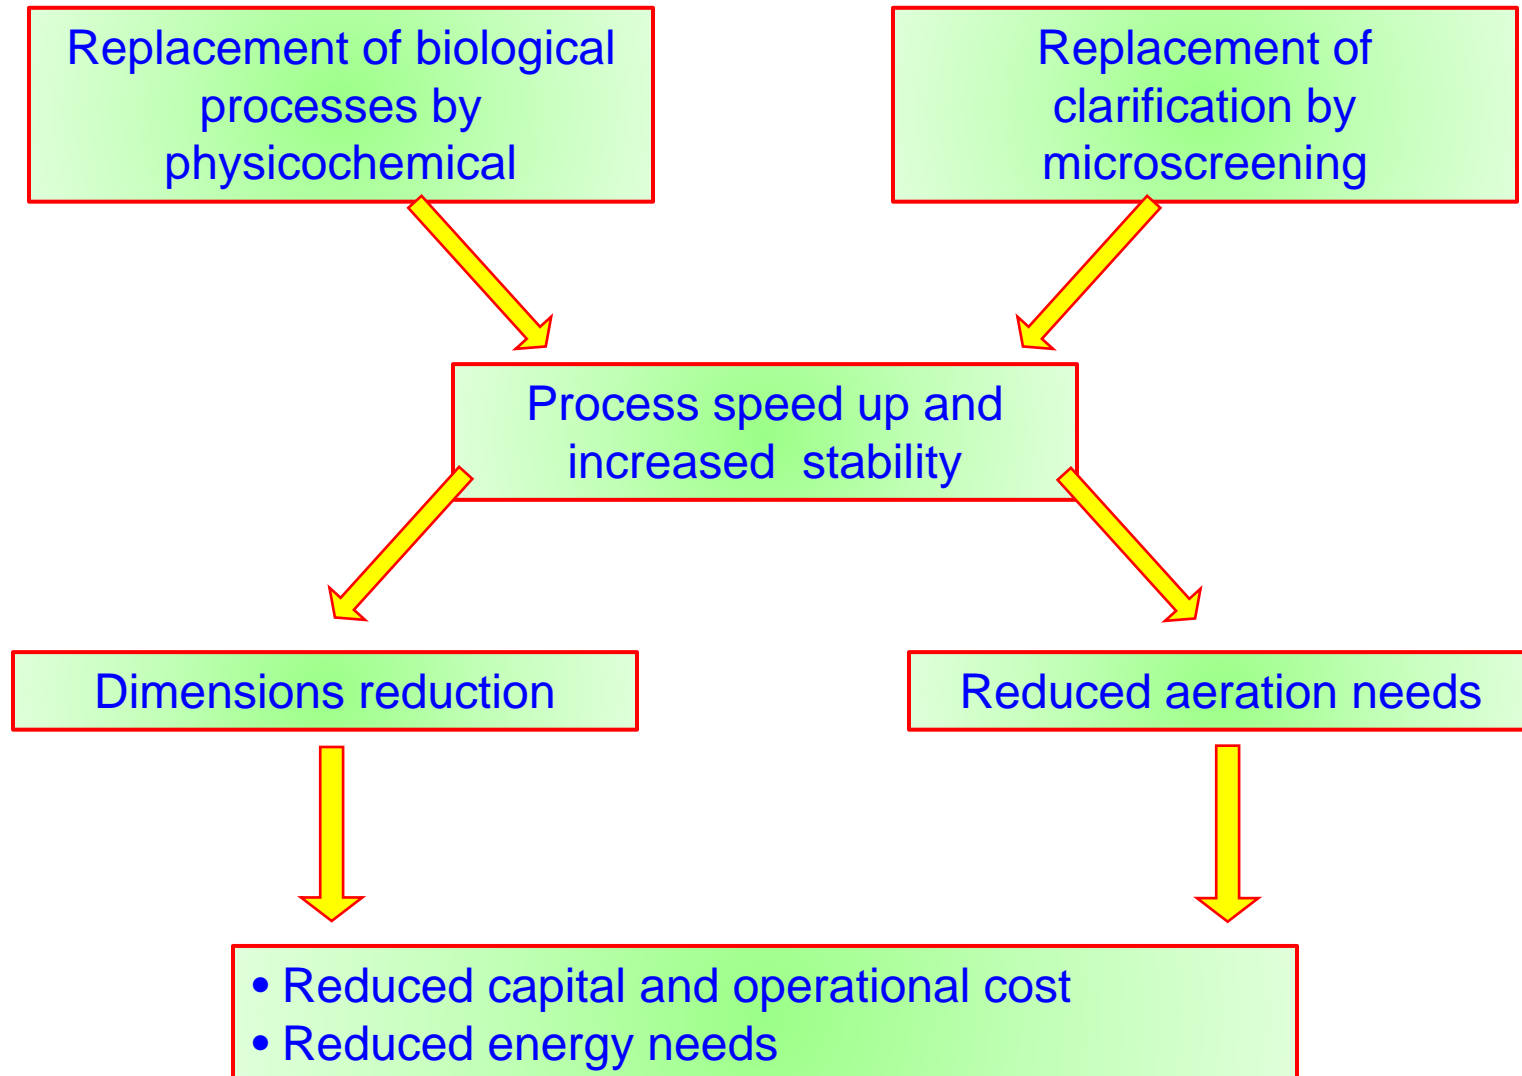 Replacement of biological
processes by
physicochemical
Replacement of
clarification by
microscreening
Process speed up and
increased  stability
Dimensions reduction
Reduced aeration needs
• Reduced capital and operational cost
• Reduced energy needs